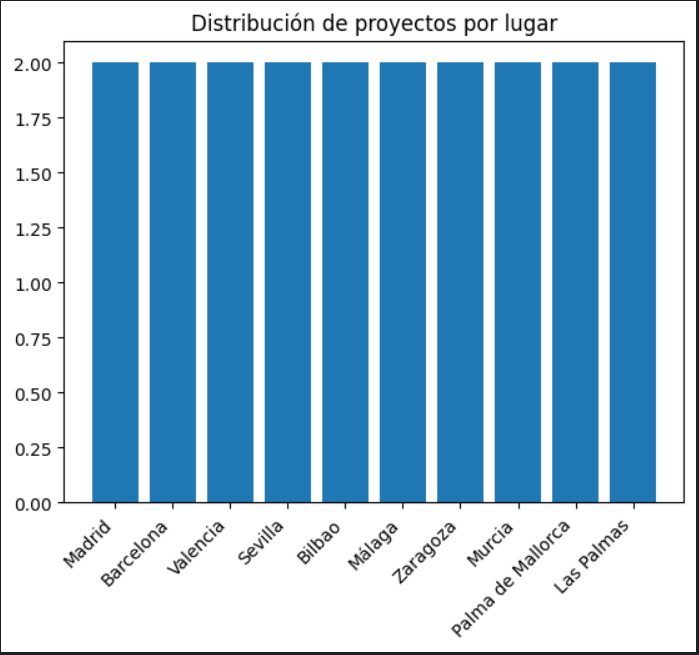 Distribución de proyectos por lugar
2.00
1.75
1.50
1.25
1.00
0.75
0.50
0.25
0.00
Madrid
Barcelona
Valencia
Sevilla
Bilbao
Málaga
Zaragoza
Murcia
Palma de Mallorca
Las Palmas